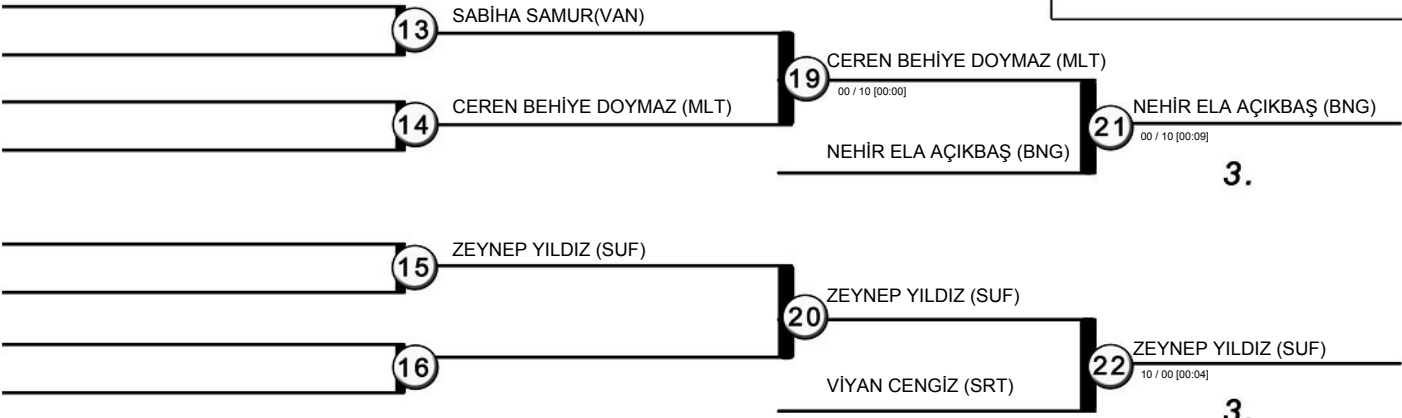 13 SABİHA SAMUR(VAN)
19 CEREN BEHİYE DOYMAZ (MLT)
00 / 10 [00:00]
14 CEREN BEHİYE DOYMAZ (MLT)
21 NEHİR ELA AÇIKBAŞ (BNG)
00 / 10 [00:09]
NEHİR ELA AÇIKBAŞ (BNG)
3.
15 ZEYNEP YILDIZ (SUF)
20 ZEYNEP YILDIZ (SUF)
16
22 ZEYNEP YILDIZ (SUF)
10 / 00 [00:04]
VİYAN CENGİZ (SRT)
3.